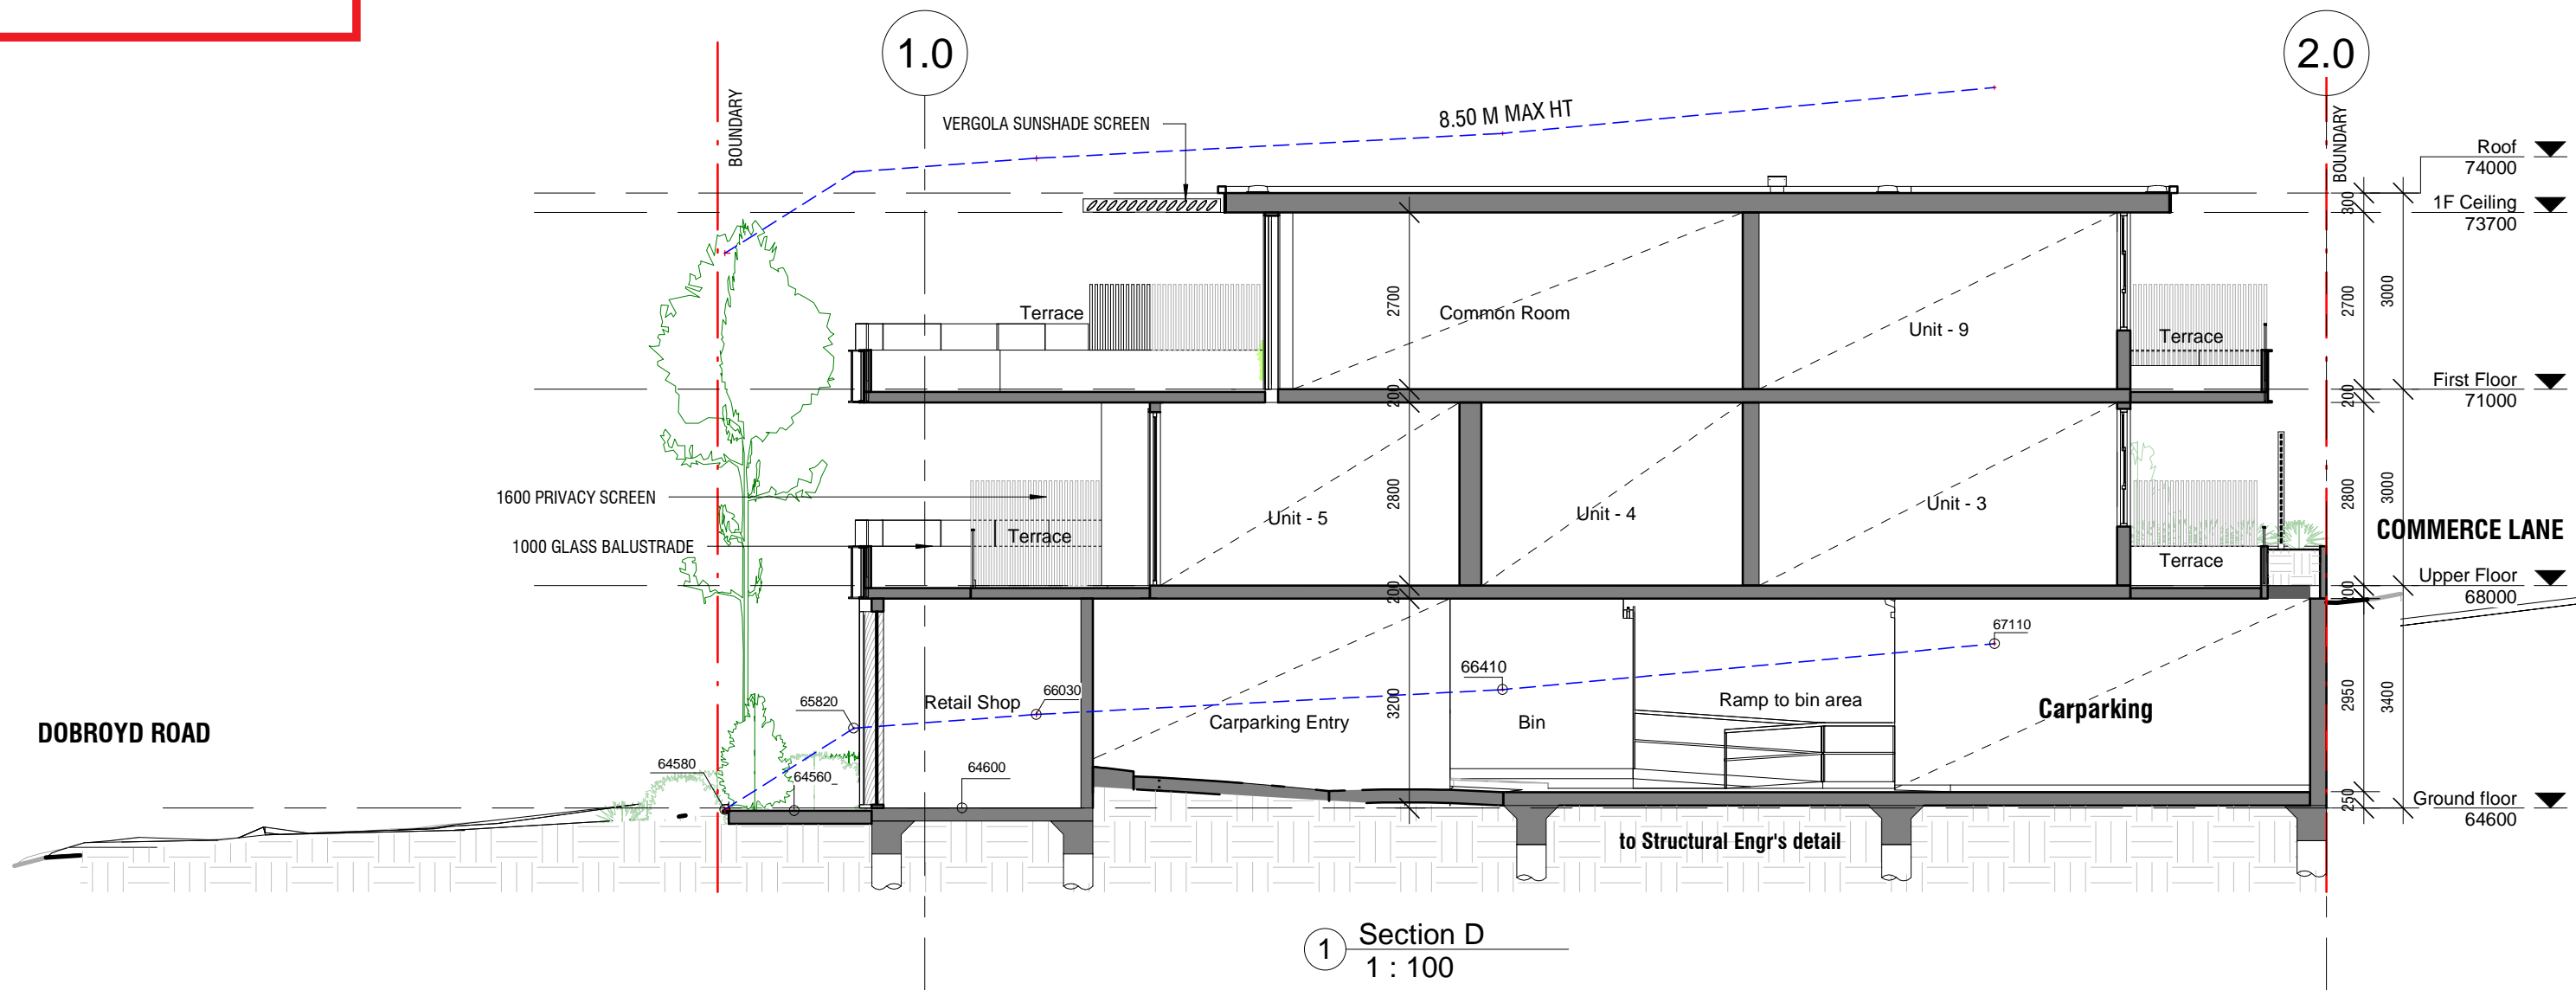 1.0
2.0
BOUNDARY
VERGOLA SUNSHADE SCREEN
8.50 M MAX HT
BOUNDARY
Roof
74000
300
1F Ceiling
73700
Terrace
2700
Common Room
Unit - 9
Terrace
2700
3000
200
200
First Floor
71000
1600 PRIVACY SCREEN
1000 GLASS BALUSTRADE
Terrace
Unit - 5
2800
Unit - 4
Unit - 3
Terrace
2800
3000
COMMERCE LANE
200
200
Upper Floor
68000
67110
66410
66030
65820
Retail Shop
Carparking Entry
3200
Bin
Ramp to bin area
Carparking
2950
3400
DOBROYD ROAD
64580
64560
64600
250
Ground floor
64600
to Structural Engr's detail
1
Section D
1 : 100